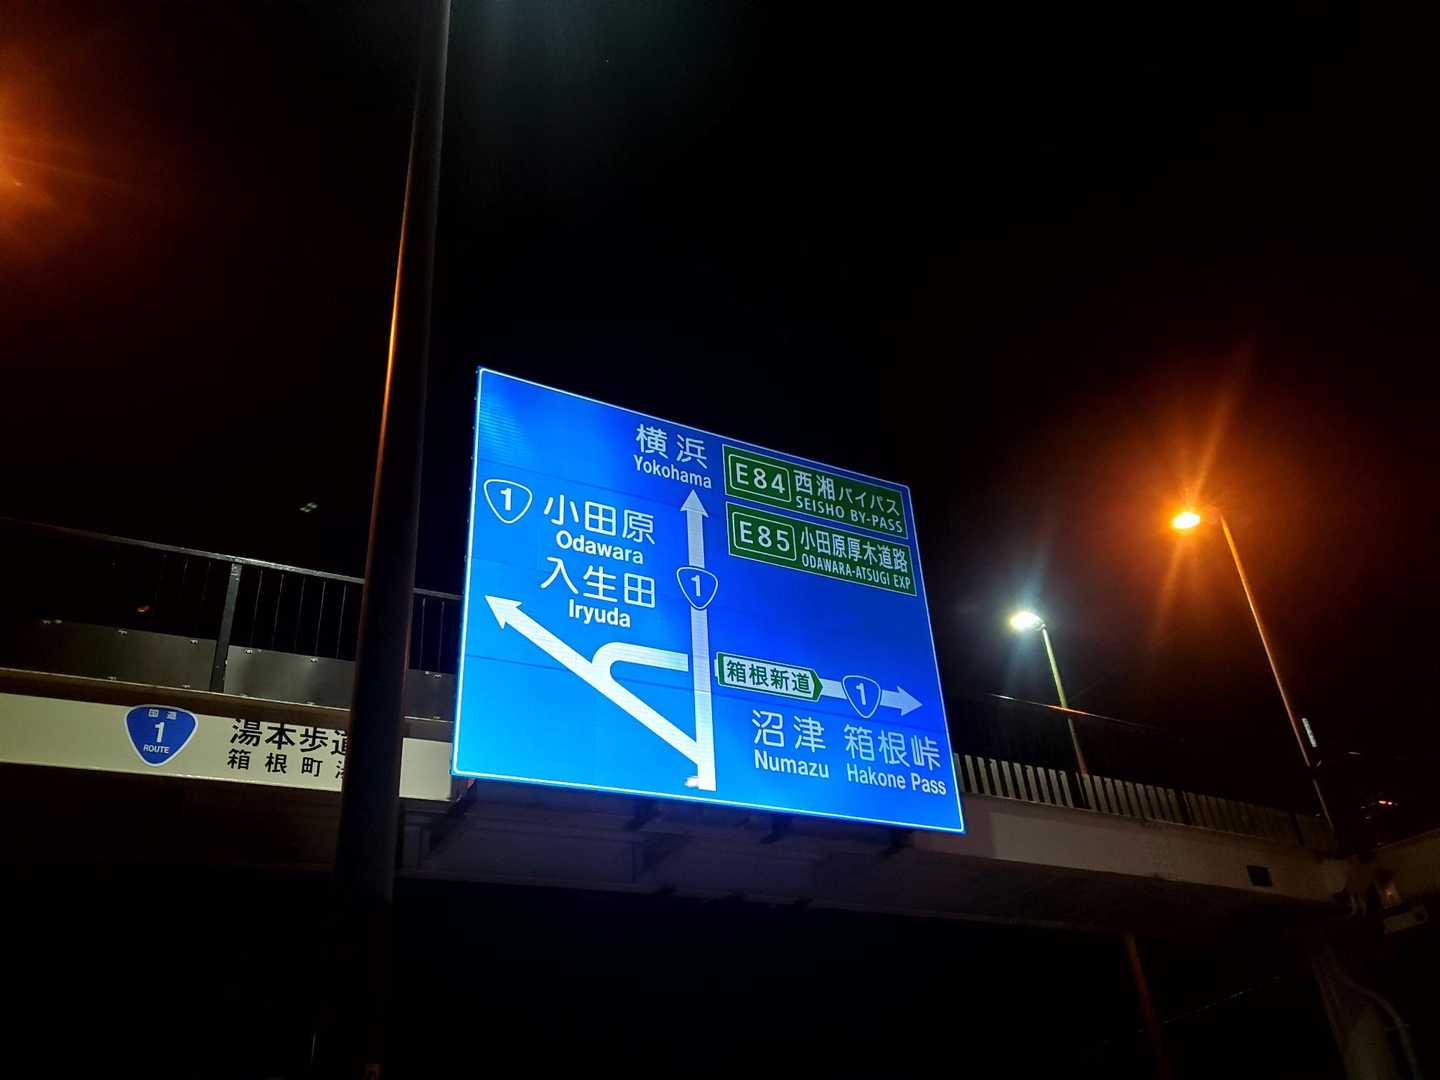 横浜
Yokohama
E84 西湘バイパス
SEISHO BY-PASS
E85 小田原厚木道路
ODAWARA-ATSUGI EXP
1 小田原
Odawara
入生田
Iryuda
1
箱根新道 1
沼津 箱根峠
Numazu Hakone Pass
国道
1
ROUTE
湯本歩道
箱根町